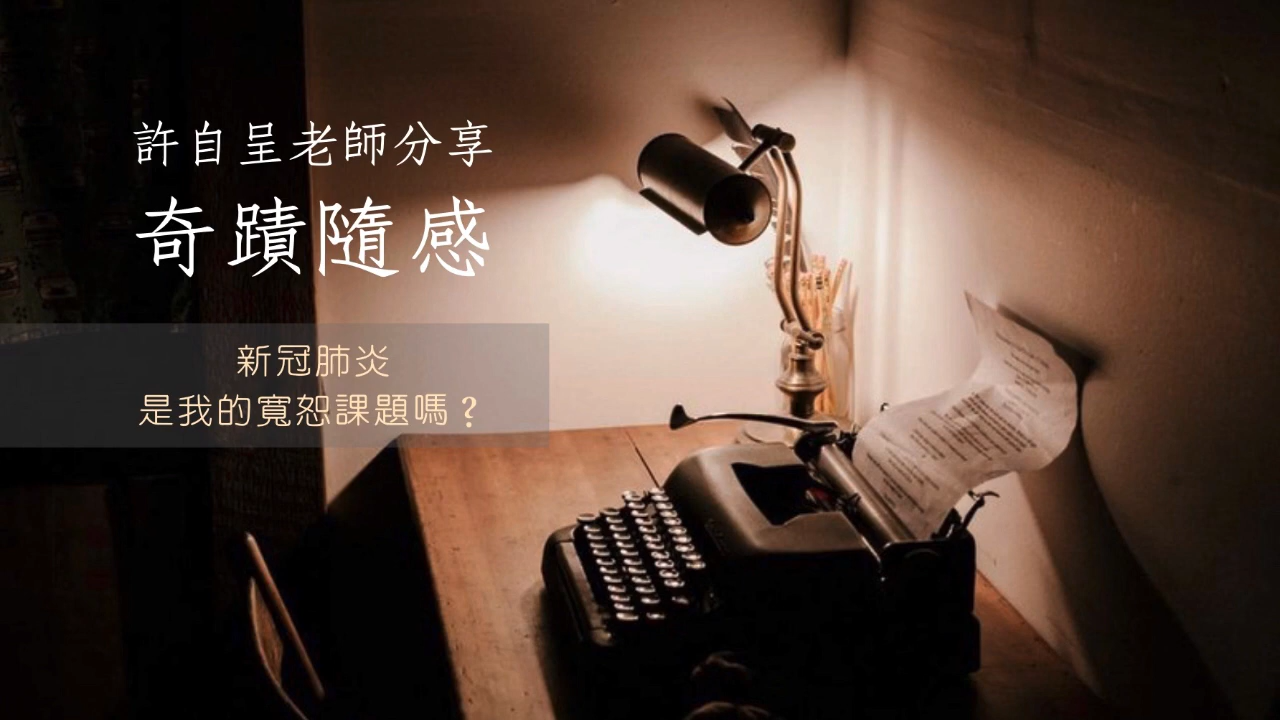 許自呈老師分享
奇蹟隨感
新冠肺炎
是我的寬恕課題嗎？